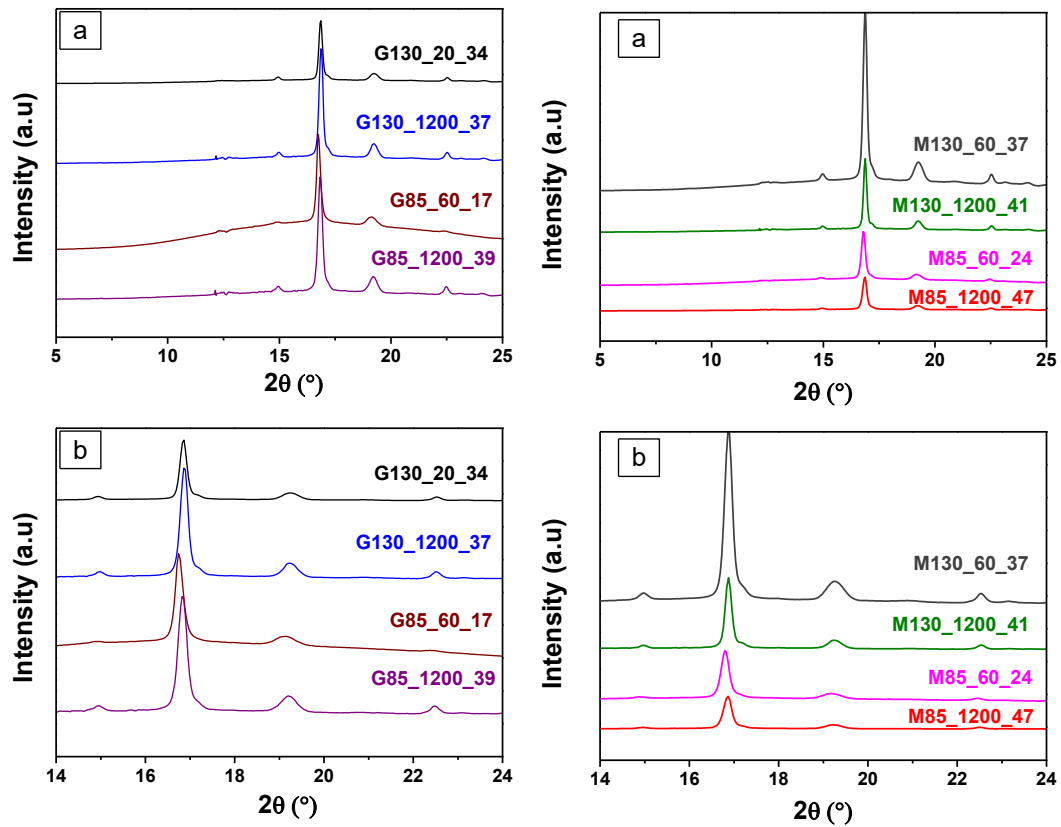 a
G130_20_34
G130_1200_37
G85_60_17
G85_1200_39
Intensity (a.u)
5 10 15 20 25
2θ (°)
a
M130_60_37
M130_1200_41
M85_60_24
M85_1200_47
Intensity (a.u)
5 10 15 20 25
2θ (°)
b
G130_20_34
G130_1200_37
G85_60_17
G85_1200_39
Intensity (a.u)
14 16 18 20 22 24
2θ (°)
b
M130_60_37
M130_1200_41
M85_60_24
M85_1200_47
Intensity (a.u)
14 16 18 20 22 24
2θ (°)